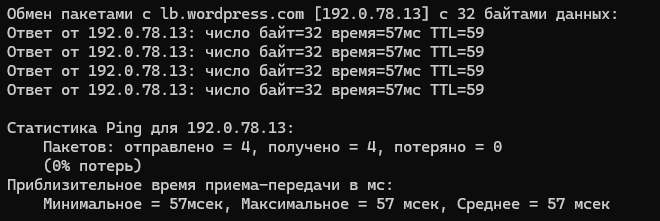 Обмен пакетами с lb.wordpress.com [192.0.78.13] с 32 байтами данных:
Ответ от 192.0.78.13: число байт=32 время=57мс TTL=59
Ответ от 192.0.78.13: число байт=32 время=57мс TTL=59
Ответ от 192.0.78.13: число байт=32 время=57мс TTL=59
Ответ от 192.0.78.13: число байт=32 время=57мс TTL=59

Статистика Ping для 192.0.78.13:
    Пакетов: отправлено = 4, получено = 4, потеряно = 0
    (0% потерь)
Приблизительное время приема-передачи в мс:
    Минимальное = 57мсек, Максимальное = 57 мсек, Среднее = 57 мсек